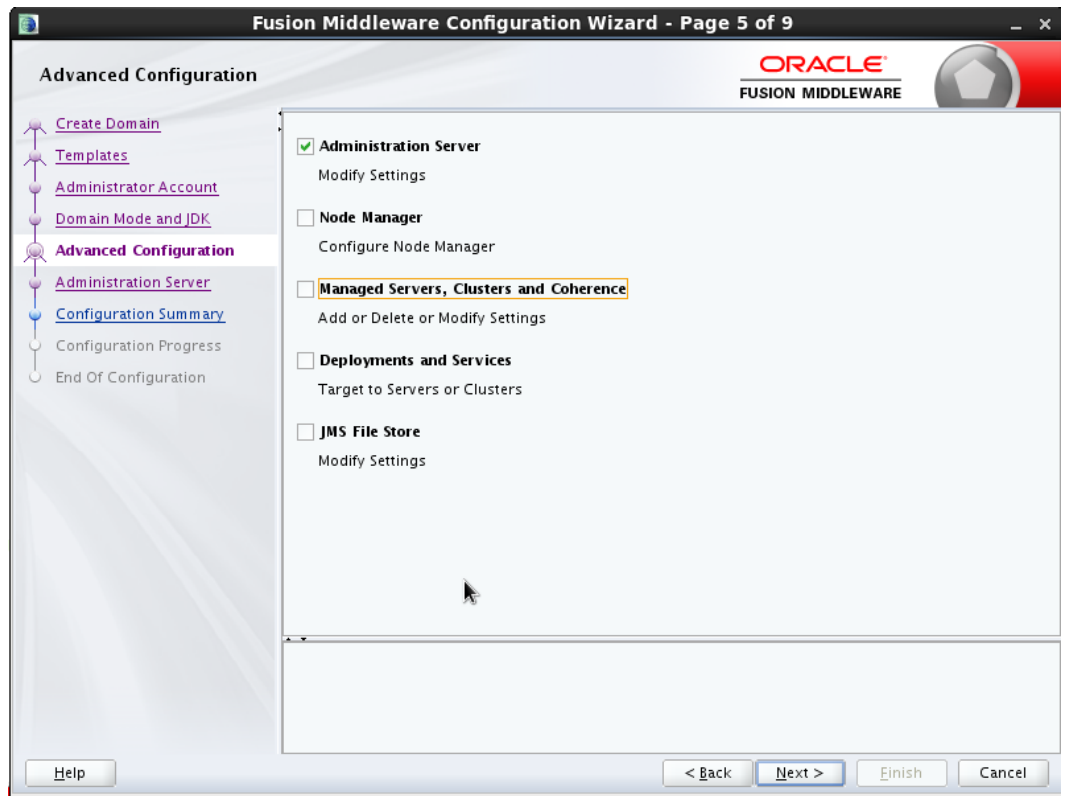 Fusion Middleware Configuration Wizard - Page 5 of 9
Advanced Configuration
ORACLE
FUSION MIDDLEWARE
Create Domain
Templates
Administrator Account
Domain Mode and JDK
Advanced Configuration
Administration Server
Configuration Summary
Configuration Progress
End Of Configuration
Administration Server
Modify Settings
Node Manager
Configure Node Manager
Managed Servers, Clusters and Coherence
Add or Delete or Modify Settings
Deployments and Services
Target to Servers or Clusters
JMS File Store
Modify Settings
Help
< Back
Next >
Finish
Cancel